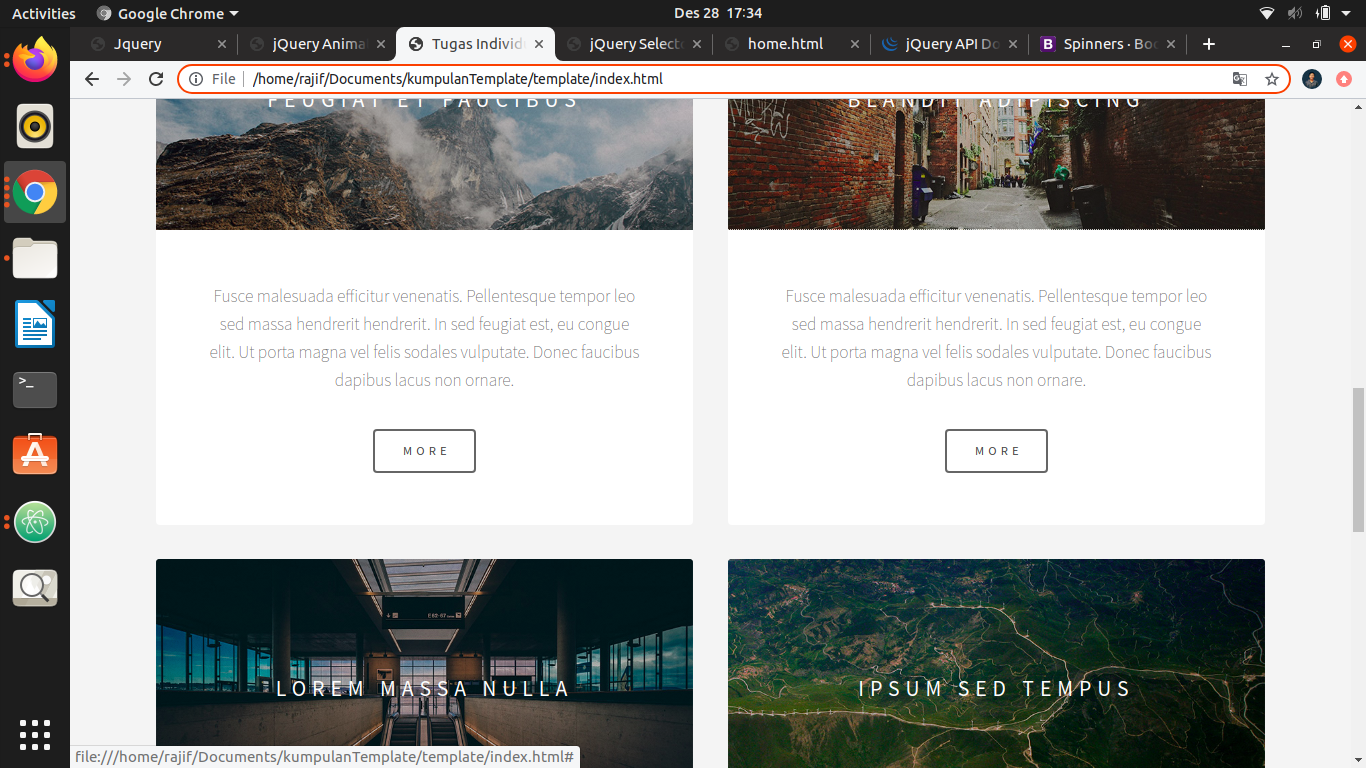 Activities
Google Chrome
Des 28 17:34
Jquery
jQuery Anima
Tugas Individ
jQuery Selecto
home.html
jQuery API Do
Spinners · Boo
File
/home/rajif/Documents/kumpulanTemplate/template/index.html
FEUGIAT ET FAUCIBUS
BLANDIT ADIPISCING
Fusce malesuada efficitur venenatis. Pellentesque tempor leo
sed massa hendrerit hendrerit. In sed feugiat est, eu congue
elit. Ut porta magna vel felis sodales vulputate. Donec faucibus
dapibus lacus non ornare.
MORE
Fusce malesuada efficitur venenatis. Pellentesque tempor leo
sed massa hendrerit hendrerit. In sed feugiat est, eu congue
elit. Ut porta magna vel felis sodales vulputate. Donec faucibus
dapibus lacus non ornare.
MORE
LOREM MASSA NULLA
IPSUM SED TEMPUS
file:///home/rajif/Documents/kumpulanTemplate/template/index.html#